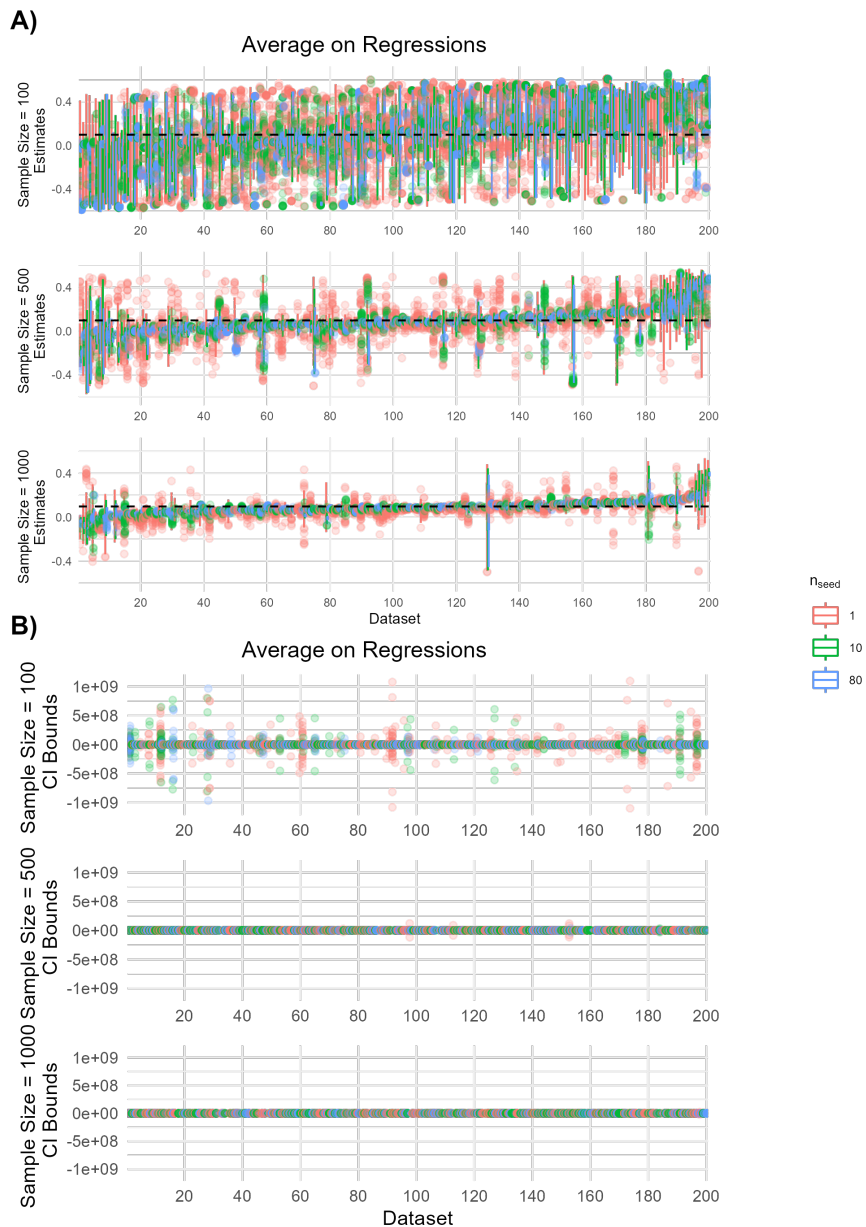 A)
Average on Regressions
Sample Size = 100
Estimates
0.4
0.0
-0.4
20 40 60 80 100 120 140 160 180 200
Sample Size = 500
Estimates
0.4
0.0
-0.4
20 40 60 80 100 120 140 160 180 200
Sample Size = 1000
Estimates
0.4
0.0
-0.4
20 40 60 80 100 120 140 160 180 200
Dataset
n_seed
1
10
80
B)
Average on Regressions
Sample Size = 100
CI Bounds
1e+09
5e+08
0e+00
-5e+08
-1e+09
20 40 60 80 100 120 140 160 180 200
Sample Size = 500
CI Bounds
1e+09
5e+08
0e+00
-5e+08
-1e+09
20 40 60 80 100 120 140 160 180 200
Sample Size = 1000
CI Bounds
1e+09
5e+08
0e+00
-5e+08
-1e+09
20 40 60 80 100 120 140 160 180 200
Dataset